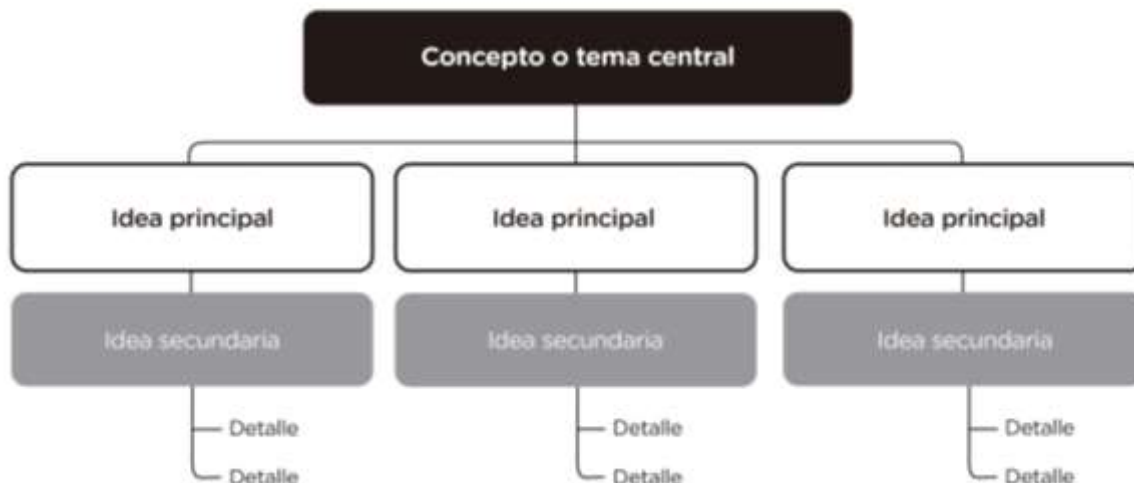 Concepto o tema central
Idea principal
Idea principal
Idea principal
Idea secundaria
Idea secundaria
Idea secundaria
Detalle
Detalle
Detalle
Detalle
Detalle
Detalle